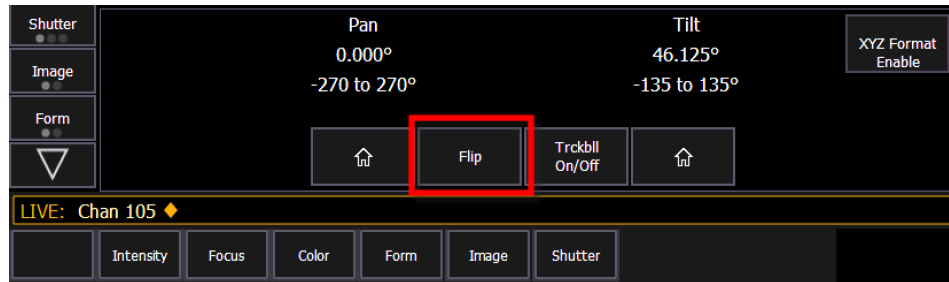 Shutter
Image
Form
Pan
0.000°
-270 to 270°
Tilt
46.125°
-135 to 135°
XYZ Format
Enable
Flip
Trckbll
On/Off
LIVE: Chan 105
Intensity Focus Color Form Image Shutter